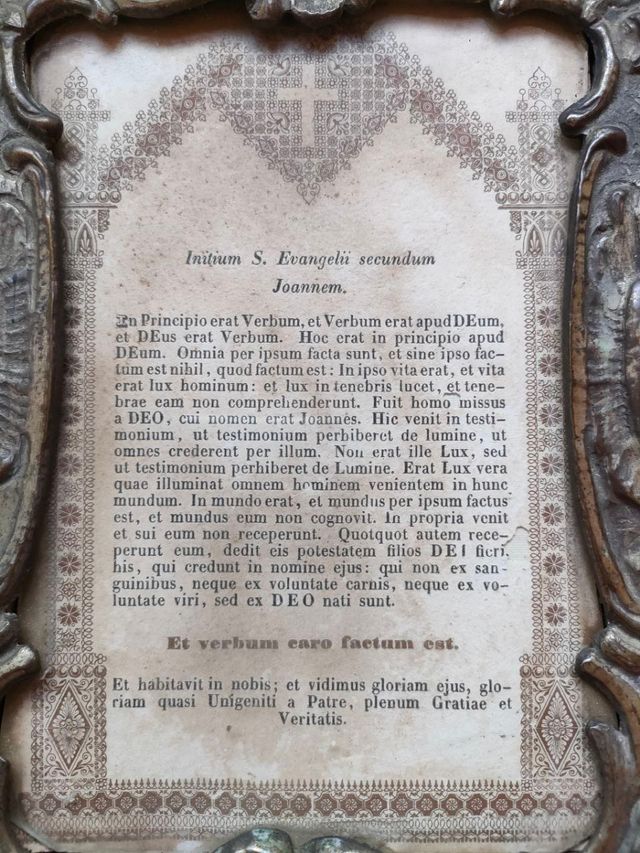 Initium S. Evangelii secundum
Joannem.
In Principio erat Verbum, et Verbum erat apud DEum,
et DEus erat Verbum. Hoc erat in principio apud
DEum. Omnia per ipsum facta sunt, et sine ipso fac-
tum est nihil, quod factum est: In ipso vita erat, et vita
erat lux hominum: et lux in tenebris lucet, et tene-
brae eam non comprehenderunt. Fuit homo missus
a DEO, cui nomen erat Joannes. Hic venit in testi-
monium, ut testimonium perhiberet de lumine, ut
omnes crederent per illum. Non erat ille Lux, sed
ut testimonium perhiberet de Lumine. Erat Lux vera
quae illuminat omnem hominem venientem in hunc
mundum. In mundo erat, et mundus per ipsum factus
est, et mundus eum non cognovit. In propria venit
et sui eum non receperunt. Quotquot autem rece-
perunt eum, dedit eis potestatem filios DEI fieri,
his, qui credunt in nomine ejus: qui non ex san-
guinibus, neque ex voluntate carnis, neque ex vo-
luntate viri, sed ex DEO nati sunt.
Et verbum caro factum est.
Et habitavit in nobis; et vidimus gloriam ejus, glo-
riam quasi Unigeniti a Patre, plenum Gratiae et
Veritatis.